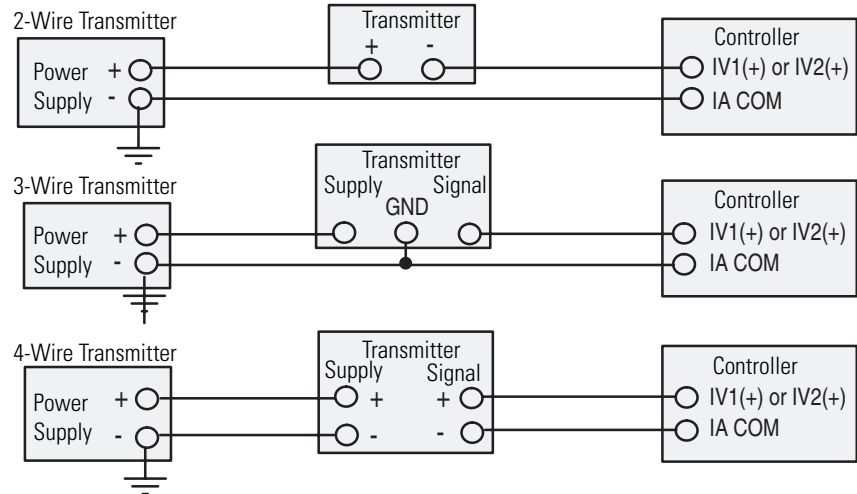 2-Wire Transmitter
Transmitter
+ -
Controller
Power + IV1(+) or IV2(+)
Supply - IA COM
3-Wire Transmitter
Transmitter
Supply Signal
GND
Controller
Power + IV1(+) or IV2(+)
Supply - IA COM
4-Wire Transmitter
Transmitter
Supply Signal
Controller
Power + + + IV1(+) or IV2(+)
Supply - - - IA COM